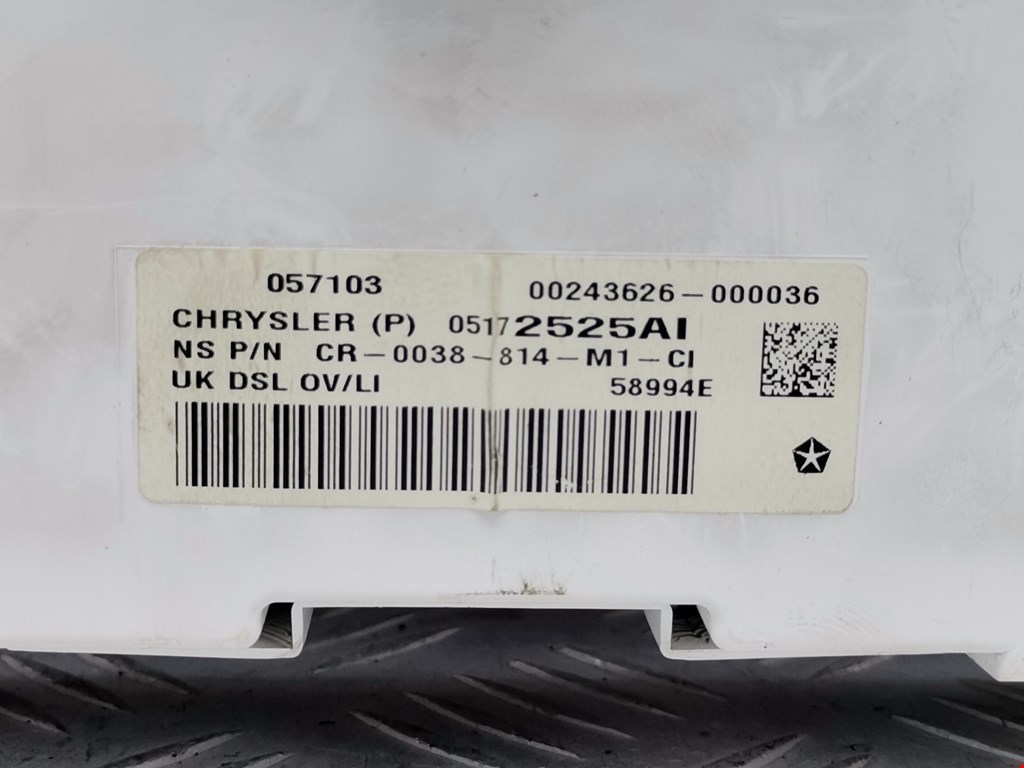 057103 00243626-000036
CHRYSLER (P) 05172525AI
NS P/N CR-0038-814-M1-CI
UK DSL OV/LI 58994E